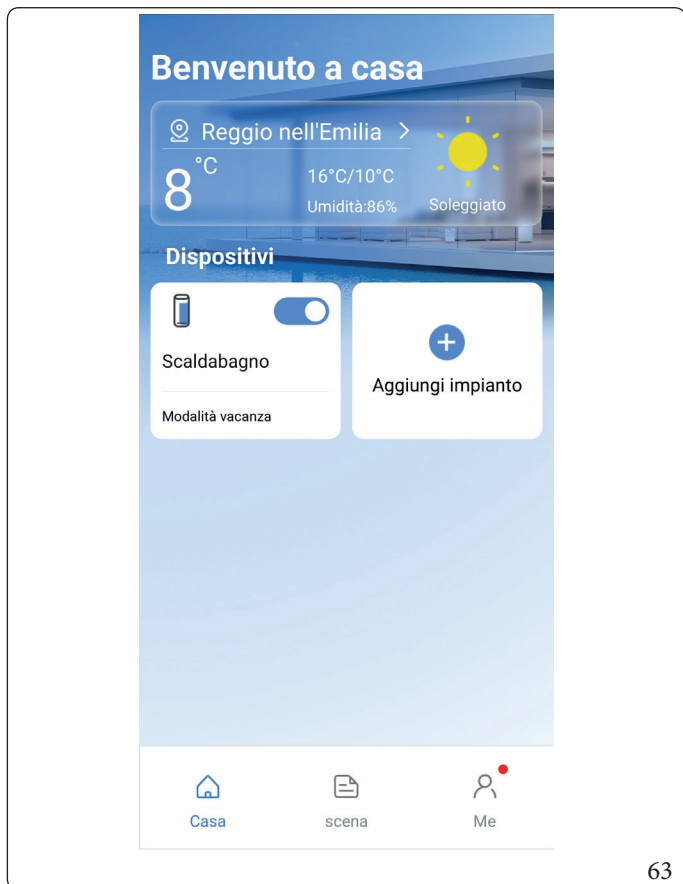 Benvenuto a casa
Reggio nell'Emilia >
8 °C
16°C/10°C
Umidità:86%
Soleggiato
Dispositivi
Scaldabagno
Modalità vacanza
Aggiungi impianto
Casa
scena
Me
63